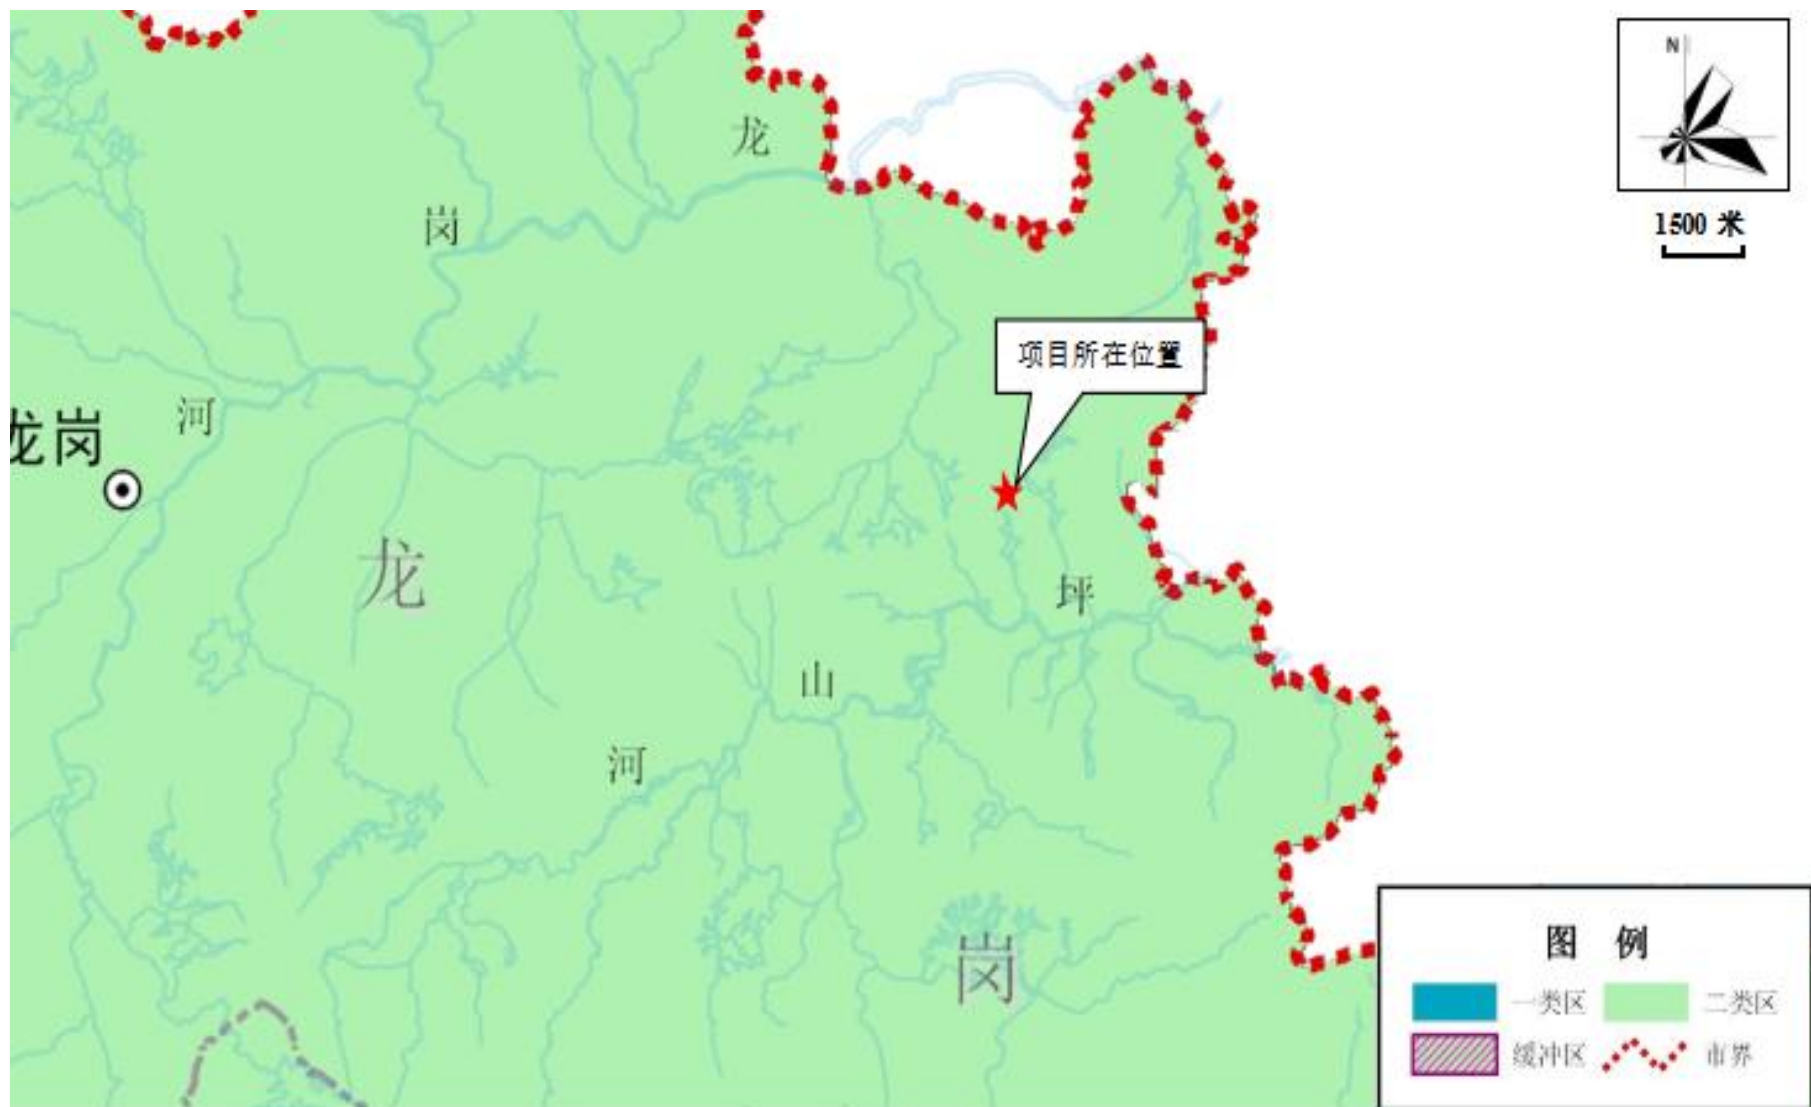 N
1500 米
龙
岗
河
项目所在位置
龙岗
龙
坪
山
河
岗
图 例
一类区
二类区
缓冲区
市界